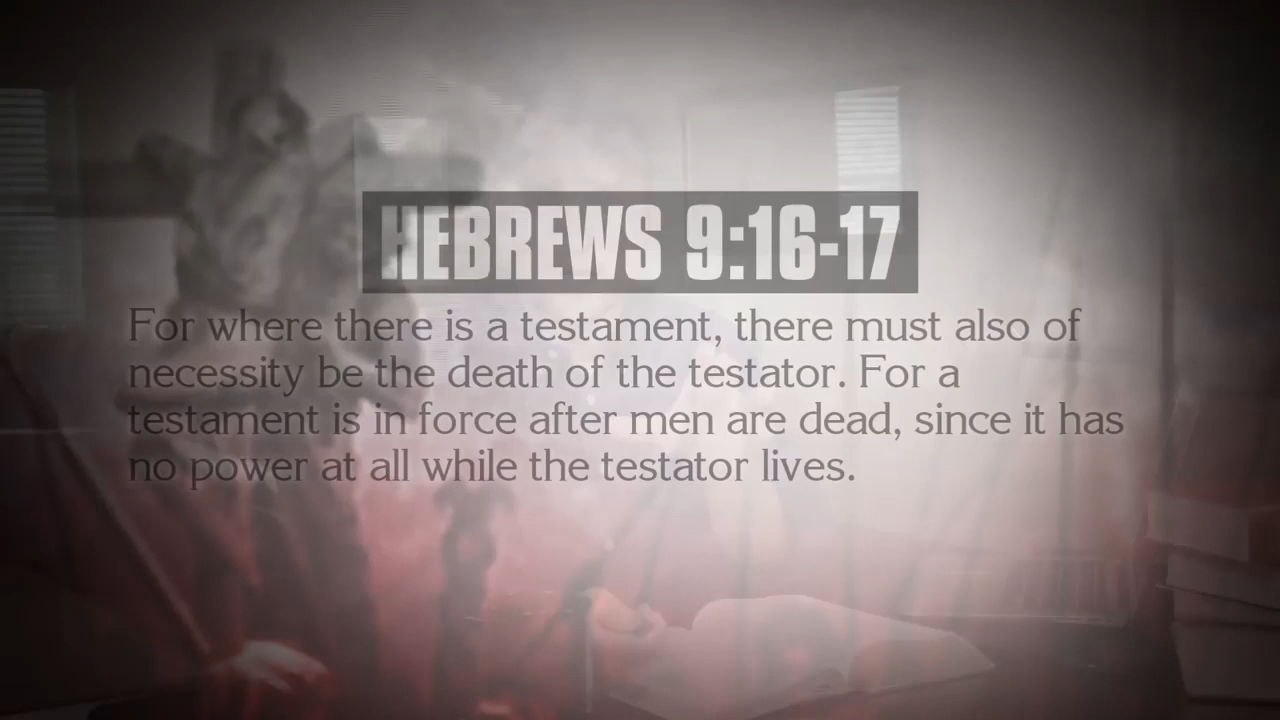 HEBREWS 9:16-17
For where there is a testament, there must also of
necessity be the death of the testator. For a
testament is in force after men are dead, since it has
no power at all while the testator lives.